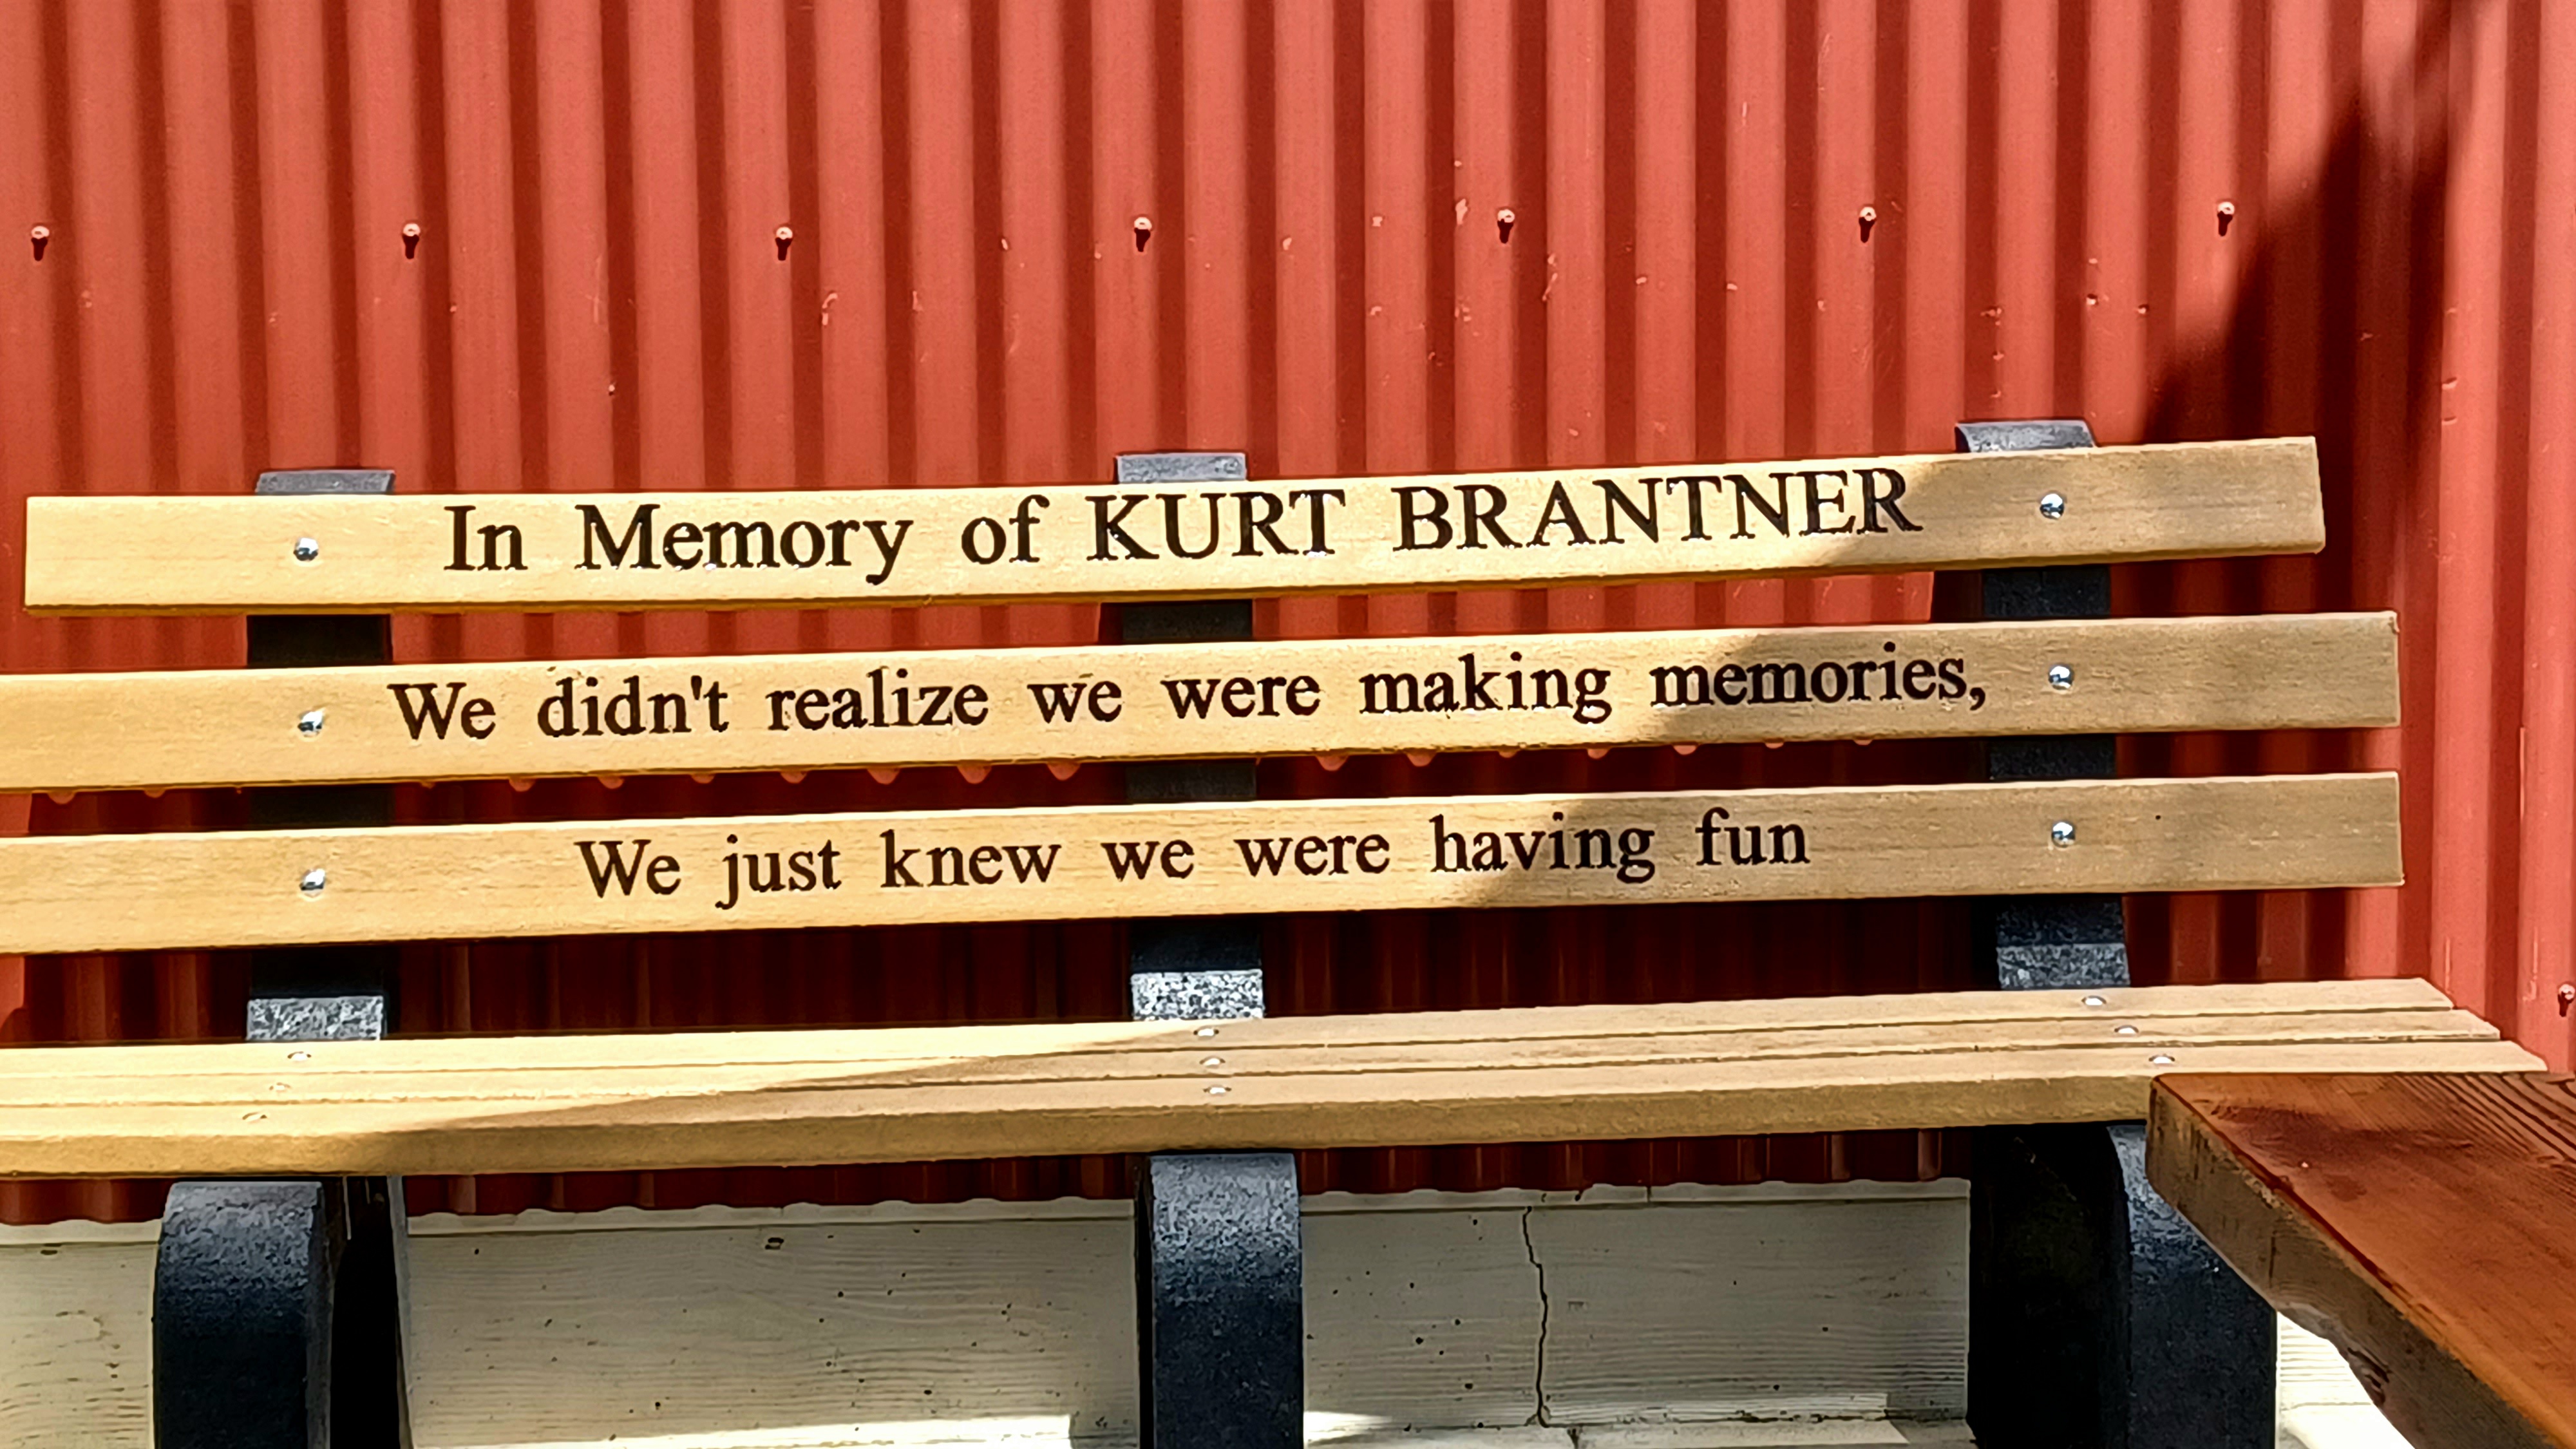 In Memory of KURT BRANTNER
We didn't realize we were making memories,
We just knew we were having fun